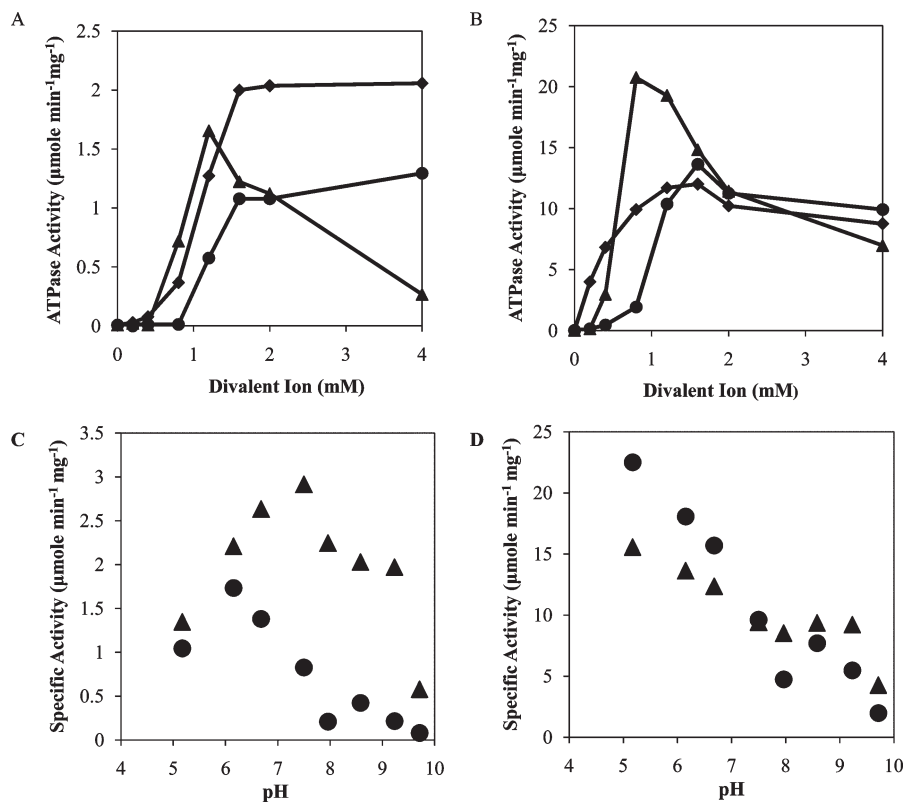 A
ATPase Activity (µmole min-1mg-1)
2.5
2
1.5
1
0.5
0
0 1 2 3 4
Divalent Ion (mM)
B
ATPase Activity (µmole min-1mg-1)
25
20
15
10
5
0
0 1 2 3 4
Divalent Ion (mM)
C
Specific Activity (µmole min-1 mg-1)
3.5
3
2.5
2
1.5
1
0.5
0
4 5 6 7 8 9 10
pH
D
Specific Activity (µmole min-1 mg-1)
25
20
15
10
5
0
4 5 6 7 8 9 10
pH